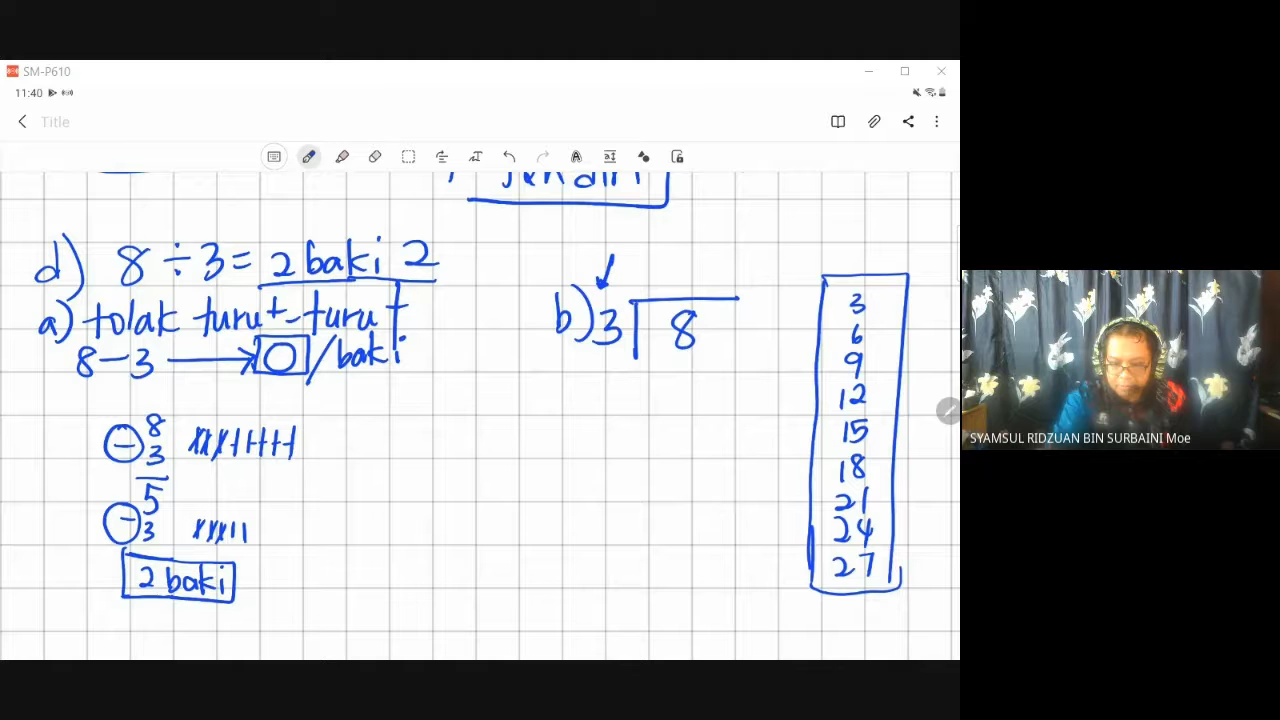 SM-P610
11:40
Title
d) 8 ÷ 3 = 2 baki 2
a) tolak turut-turut
8 - 3 → 0 / baki
8
- 3
5
- 3
2 baki
b) 3 8
3
6
9
12
15
18
21
24
27
SYAMSUL RIDZUAN BIN SURBAINI Moe